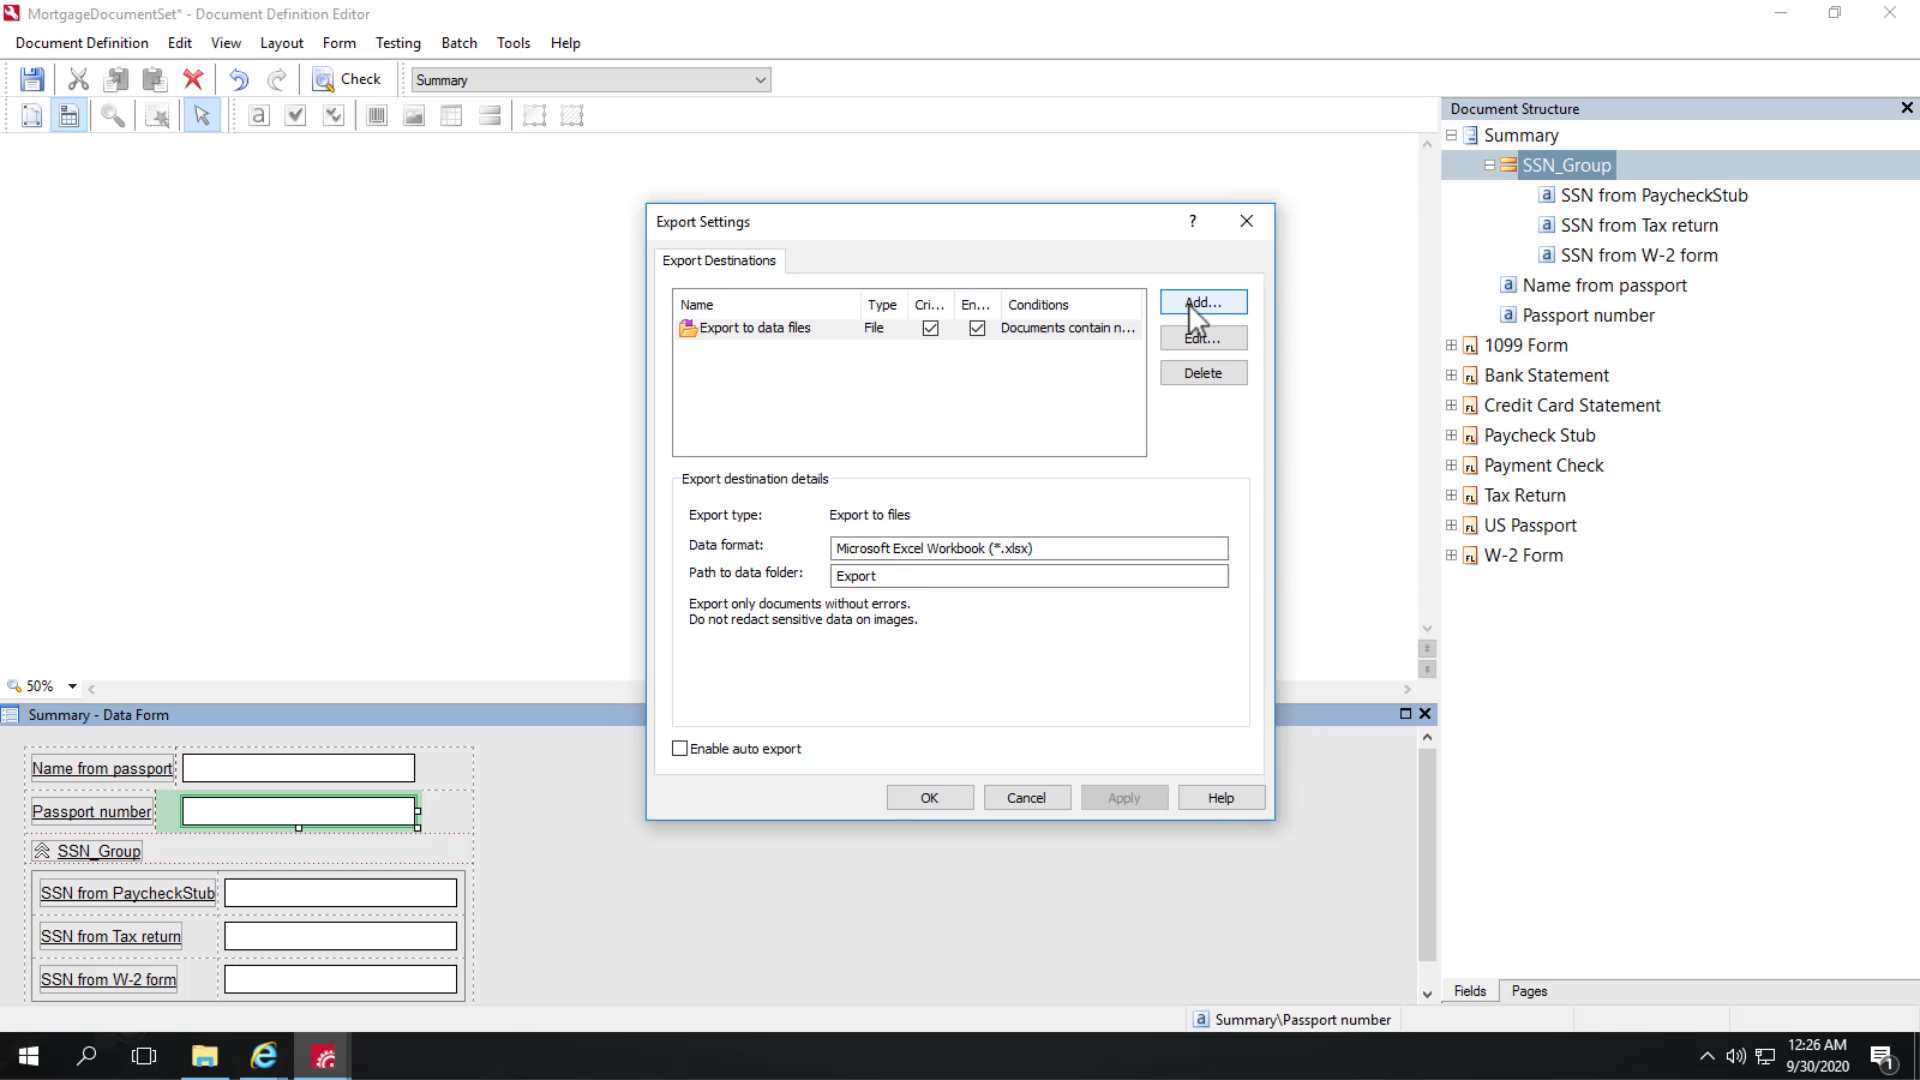 MortgageDocumentSet* - Document Definition Editor
Document Definition Edit View Layout Form Testing Batch Tools Help
Check Summary
Document Structure
Summary
SSN_Group
SSN from PaycheckStub
SSN from Tax return
SSN from W-2 form
Name from passport
Passport number
1099 Form
Bank Statement
Credit Card Statement
Paycheck Stub
Payment Check
Tax Return
US Passport
W-2 Form
Fields Pages
Export Settings ?
Export Destinations
Name Type Cri... En... Conditions
Export to data files File Documents contain n...
Add...
Edit...
Delete
Export destination details
Export type: Export to files
Data format: Microsoft Excel Workbook (*.xlsx)
Path to data folder: Export
Export only documents without errors.
Do not redact sensitive data on images.
Enable auto export
OK Cancel Apply Help
50%
Summary - Data Form
Name from passport
Passport number
SSN_Group
SSN from PaycheckStub
SSN from Tax return
SSN from W-2 form
Summary\Passport number
12:26 AM
9/30/2020
1